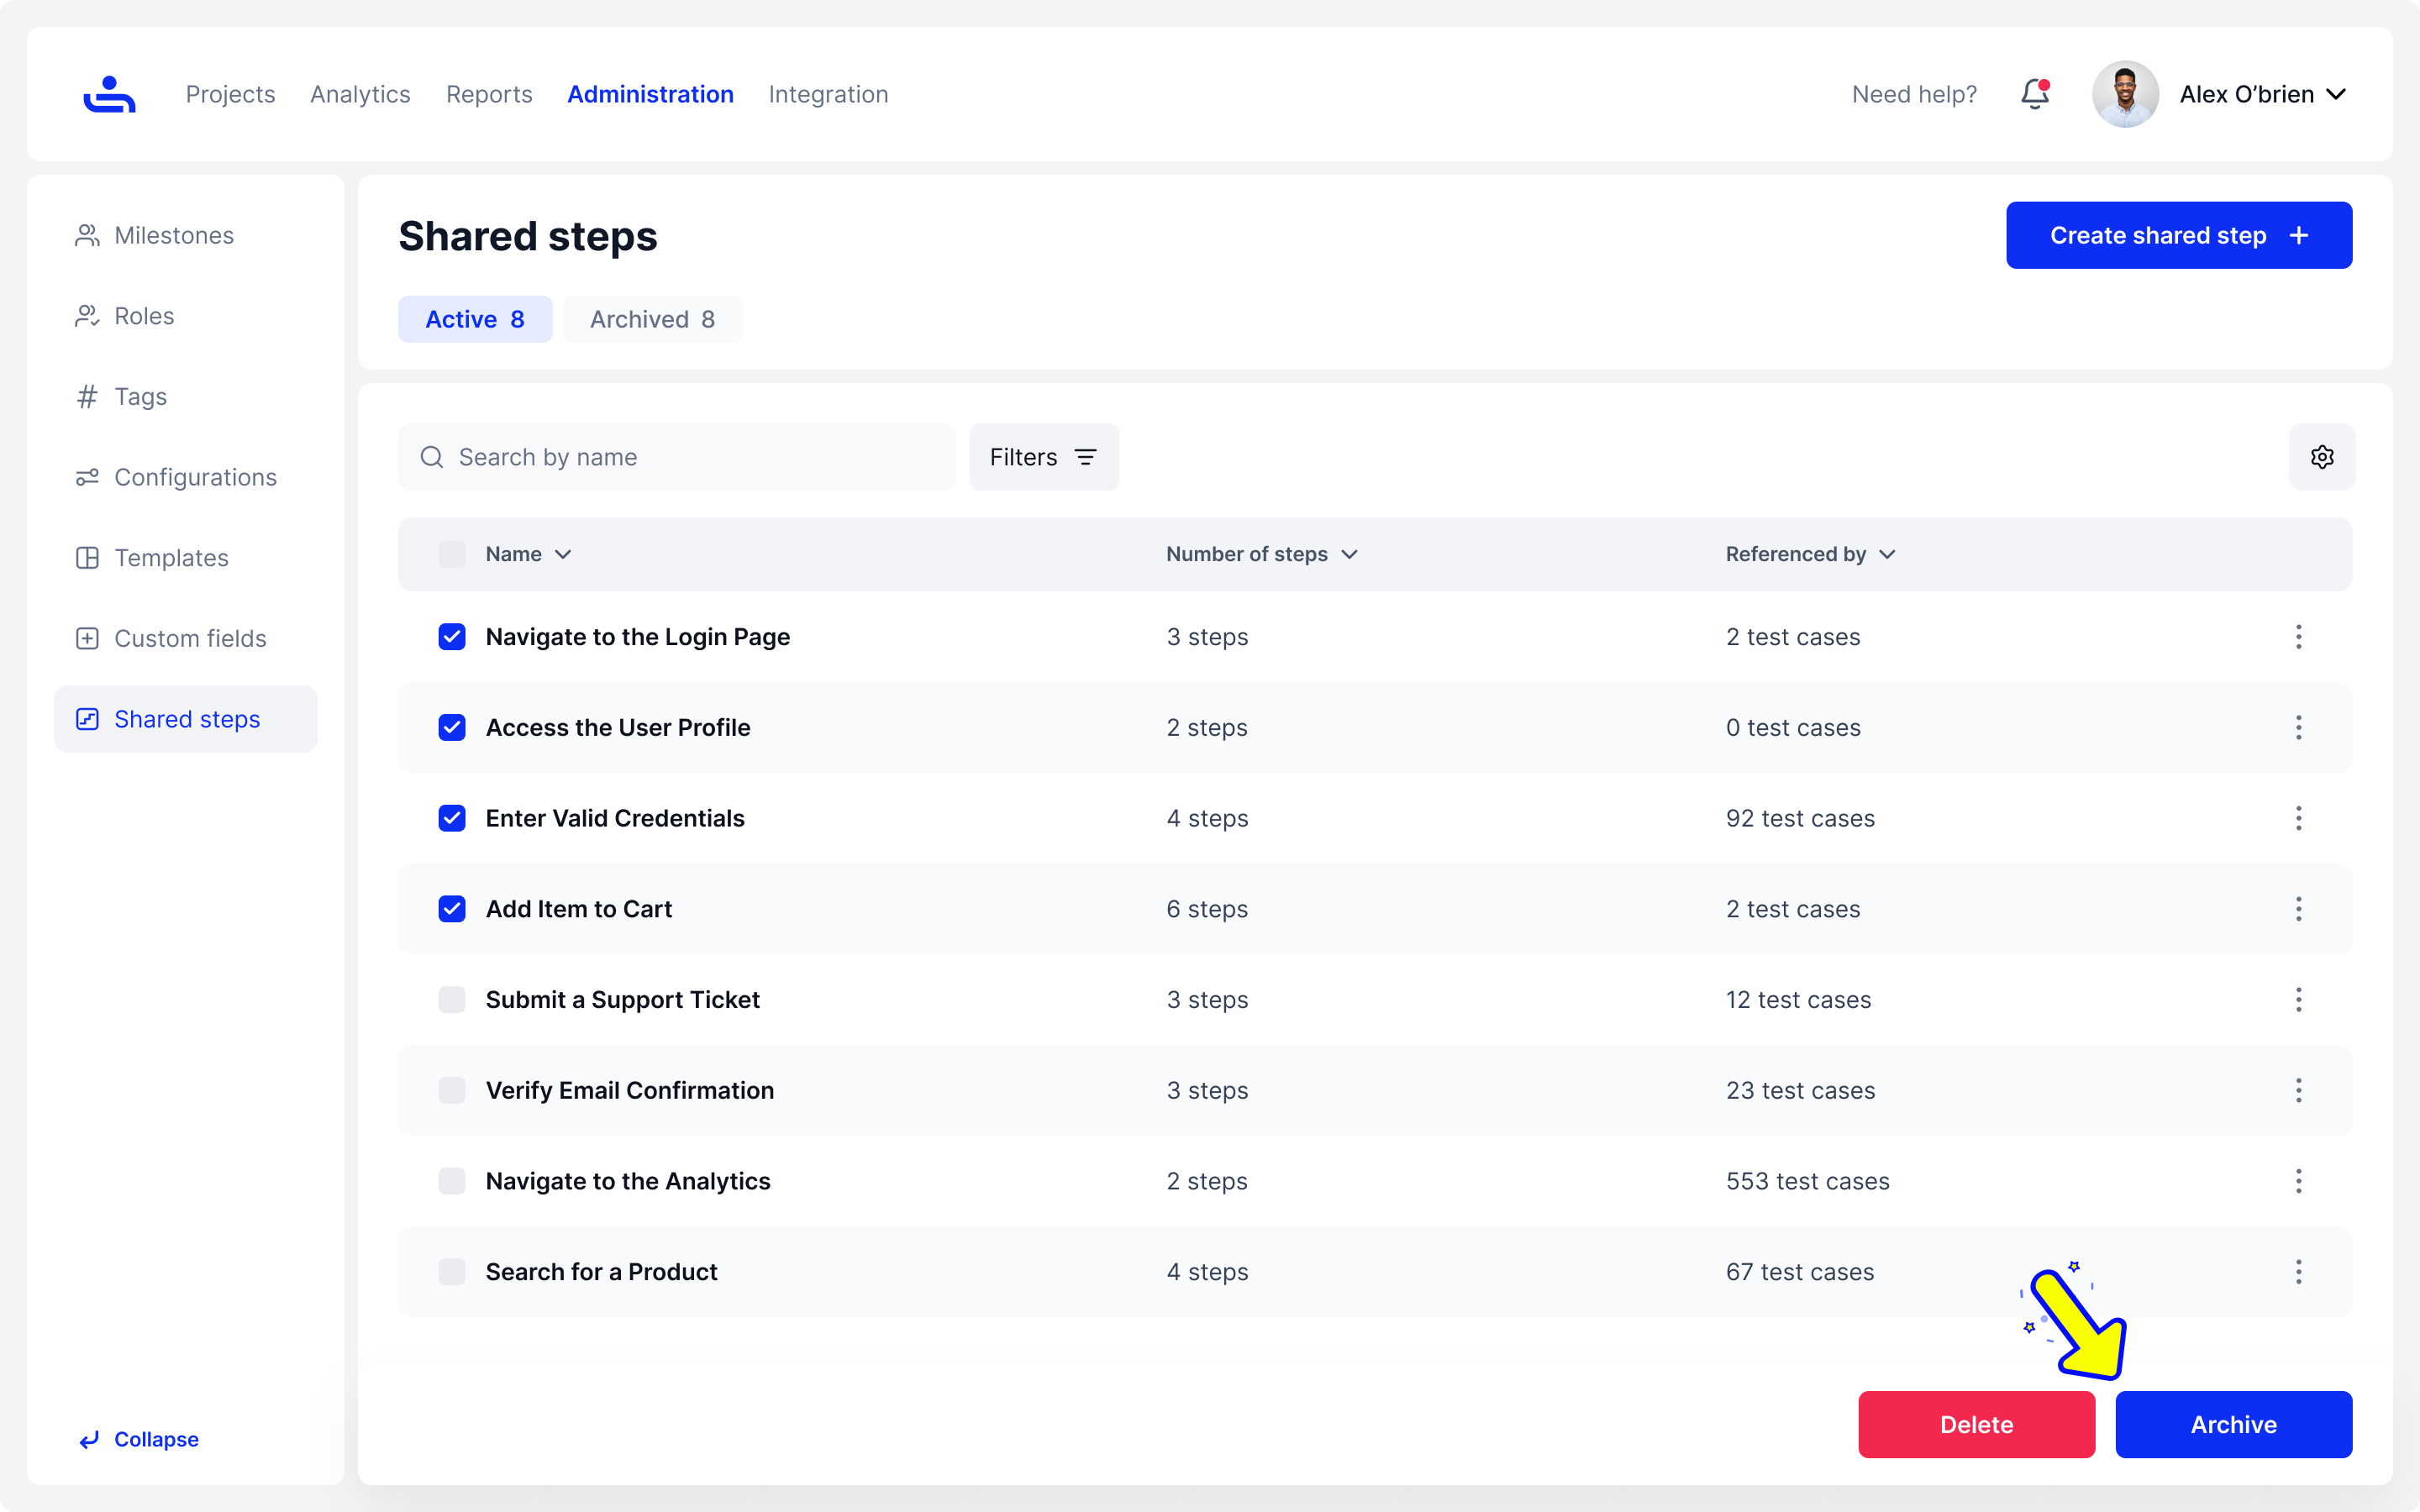 Projects Analytics Reports Administration Integration Need help? Alex O’brien
Milestones
Roles
Tags
Configurations
Templates
Custom fields
Shared steps
Collapse
Shared steps
Create shared step
Active 8 Archived 8
Search by name Filters
Name Number of steps Referenced by
Navigate to the Login Page 3 steps 2 test cases
Access the User Profile 2 steps 0 test cases
Enter Valid Credentials 4 steps 92 test cases
Add Item to Cart 6 steps 2 test cases
Submit a Support Ticket 3 steps 12 test cases
Verify Email Confirmation 3 steps 23 test cases
Navigate to the Analytics 2 steps 553 test cases
Search for a Product 4 steps 67 test cases
Delete Archive